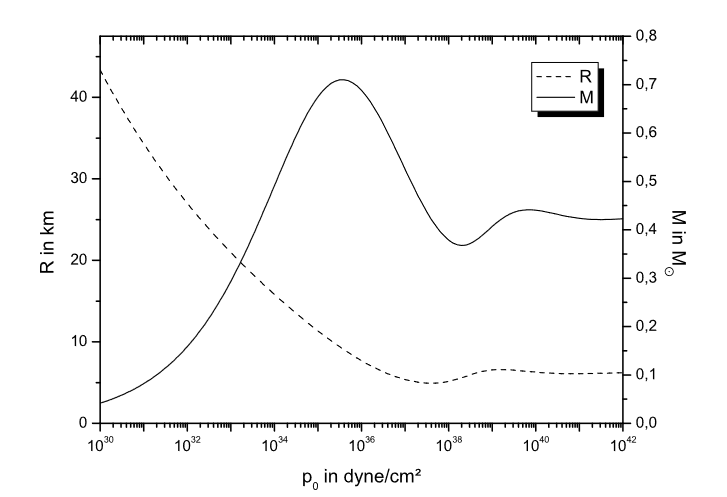 R
M
40
30
20
10
0
R in km
0,8
0,7
0,6
0,5
0,4
0,3
0,2
0,1
0,0
M in M☉
10³⁰ 10³² 10³⁴ 10³⁶ 10³⁸ 10⁴⁰ 10⁴²
p₀ in dyne/cm²